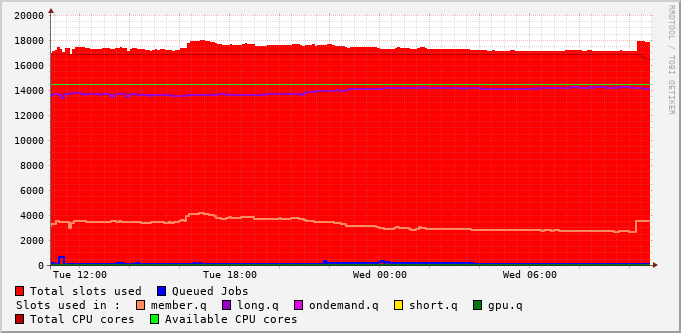 20000
18000
16000
14000
12000
10000
8000
6000
4000
2000
0
Tue 12:00 Tue 18:00 Wed 00:00 Wed 06:00
Total slots used Queued Jobs
Slots used in : member.q long.q ondemand.q short.q gpu.q
Total CPU cores Available CPU cores
RRDTOOL / TOBI OETIKER